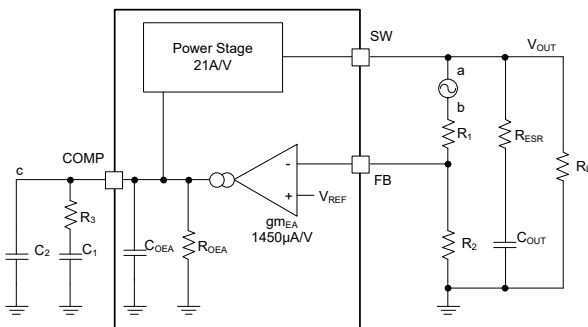 Power Stage
21A/V
SW
VOUT
a
b
R1
RESR
RL
COMP
c
R3
C2
C1
COEA
ROEA
-
+
VREF
gmEA
1450µA/V
FB
R2
COUT